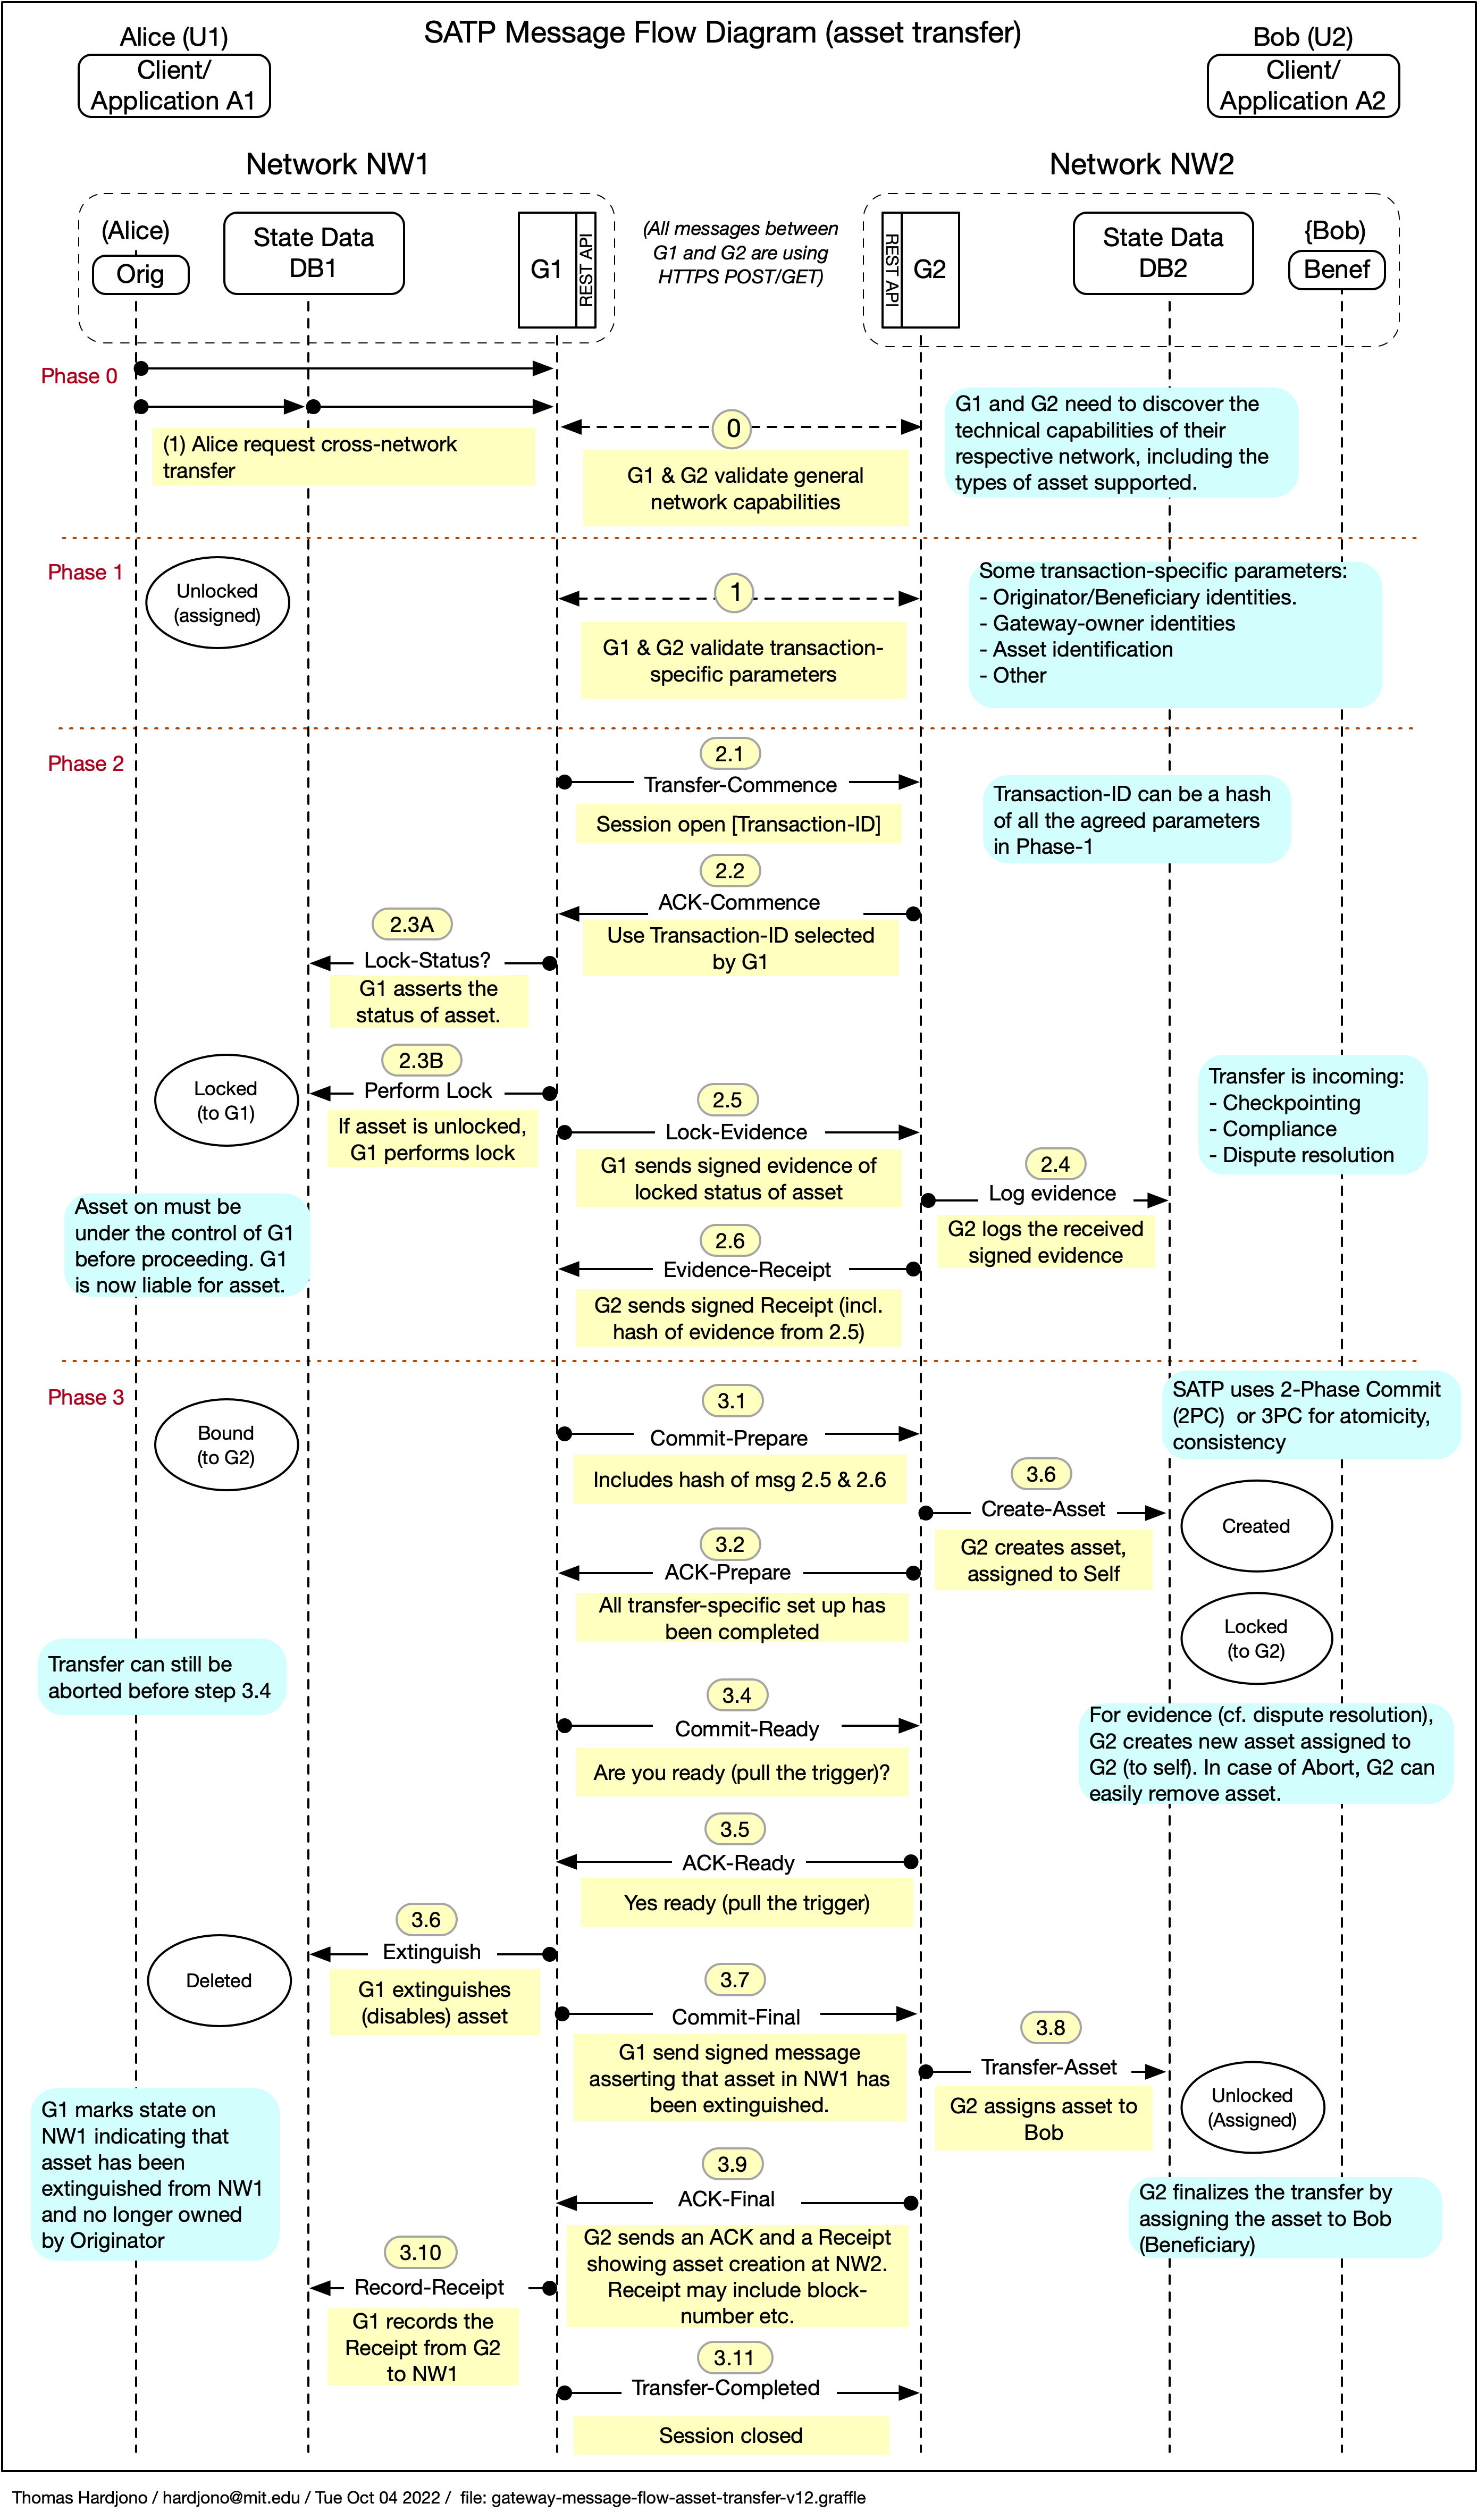 SATP Message Flow Diagram (asset transfer)
Alice (U1)
Client/
Application A1
Bob (U2)
Client/
Application A2
Network NW1
Network NW2
(Alice)
Orig
State Data
DB1
G1
REST API
(All messages between
G1 and G2 are using
HTTPS POST/GET)
REST API
G2
State Data
DB2
{Bob)
Benef
Phase 0
(1) Alice request cross-network
transfer
0
G1 & G2 validate general
network capabilities
G1 and G2 need to discover the
technical capabilities of their
respective network, including the
types of asset supported.
Phase 1
Unlocked
(assigned)
1
G1 & G2 validate transaction-
specific parameters
Some transaction-specific parameters:
- Originator/Beneficiary identities.
- Gateway-owner identities
- Asset identification
- Other
Phase 2
2.1
Transfer-Commence
Session open [Transaction-ID]
Transaction-ID can be a hash
of all the agreed parameters
in Phase-1
2.2
ACK-Commence
Use Transaction-ID selected
by G1
2.3A
Lock-Status?
G1 asserts the
status of asset.
2.3B
Perform Lock
If asset is unlocked,
G1 performs lock
Locked
(to G1)
2.5
Lock-Evidence
G1 sends signed evidence of
locked status of asset
Transfer is incoming:
- Checkpointing
- Compliance
- Dispute resolution
2.4
Log evidence
G2 logs the received
signed evidence
Asset on must be
under the control of G1
before proceeding. G1
is now liable for asset.
2.6
Evidence-Receipt
G2 sends signed Receipt (incl.
hash of evidence from 2.5)
Phase 3
Bound
(to G2)
3.1
Commit-Prepare
Includes hash of msg 2.5 & 2.6
SATP uses 2-Phase Commit
(2PC)  or 3PC for atomicity,
consistency
3.6
Create-Asset
G2 creates asset,
assigned to Self
Created
3.2
ACK-Prepare
All transfer-specific set up has
been completed
Locked
(to G2)
Transfer can still be
aborted before step 3.4
3.4
Commit-Ready
Are you ready (pull the trigger)?
For evidence (cf. dispute resolution),
G2 creates new asset assigned to
G2 (to self). In case of Abort, G2 can
easily remove asset.
3.5
ACK-Ready
Yes ready (pull the trigger)
3.6
Extinguish
G1 extinguishes
(disables) asset
Deleted
3.7
Commit-Final
G1 send signed message
asserting that asset in NW1 has
been extinguished.
3.8
Transfer-Asset
G2 assigns asset to
Bob
Unlocked
(Assigned)
G1 marks state on
NW1 indicating that
asset has been
extinguished from NW1
and no longer owned
by Originator
3.9
ACK-Final
G2 sends an ACK and a Receipt
showing asset creation at NW2.
Receipt may include block-
number etc.
G2 finalizes the transfer by
assigning the asset to Bob
(Beneficiary)
3.10
Record-Receipt
G1 records the
Receipt from G2
to NW1
3.11
Transfer-Completed
Session closed
Thomas Hardjono / hardjono@mit.edu / Tue Oct 04 2022 /  file: gateway-message-flow-asset-transfer-v12.graffle